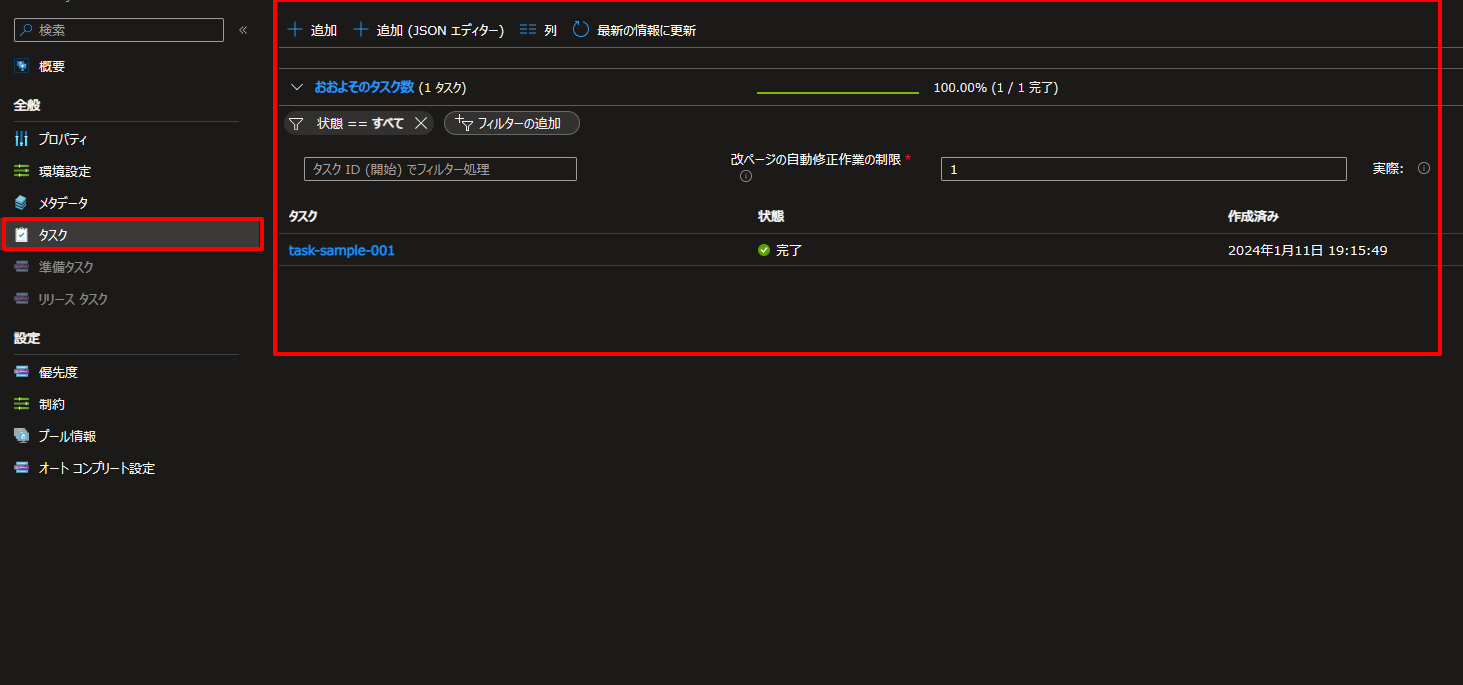 検索
«
概要
全般
プロパティ
環境設定
メタデータ
タスク
準備タスク
リリース タスク
設定
優先度
制約
プール情報
オート コンプリート設定
追加 追加 (JSON エディター) 列 最新の情報に更新
おおよそのタスク数 (1 タスク) 100.00% (1 / 1 完了)
状態 == すべて フィルターの追加
タスク ID (開始) でフィルター処理 改ページの自動修正作業の制限 * 1 実際:
タスク 状態 作成済み
task-sample-001 完了 2024年1月11日 19:15:49